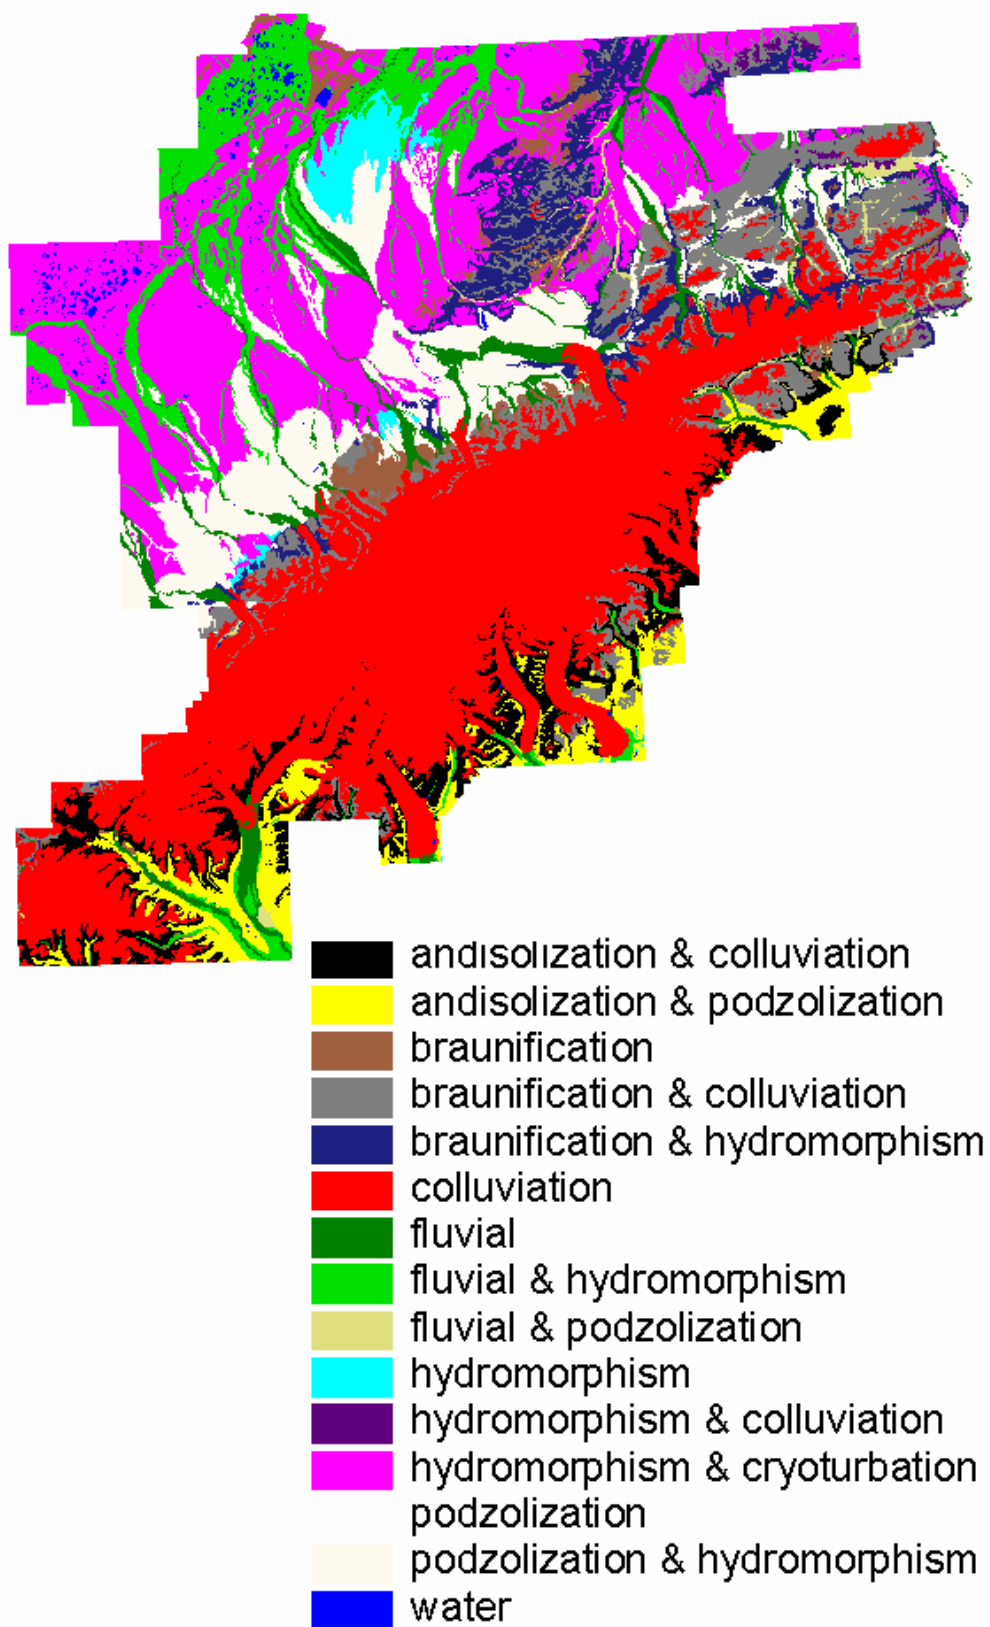 andisolization & colluviation
andisolization & podzolization
braunification
braunification & colluviation
braunification & hydromorphism
colluviation
fluvial
fluvial & hydromorphism
fluvial & podzolization
hydromorphism
hydromorphism & colluviation
hydromorphism & cryoturbation
podzolization
podzolization & hydromorphism
water